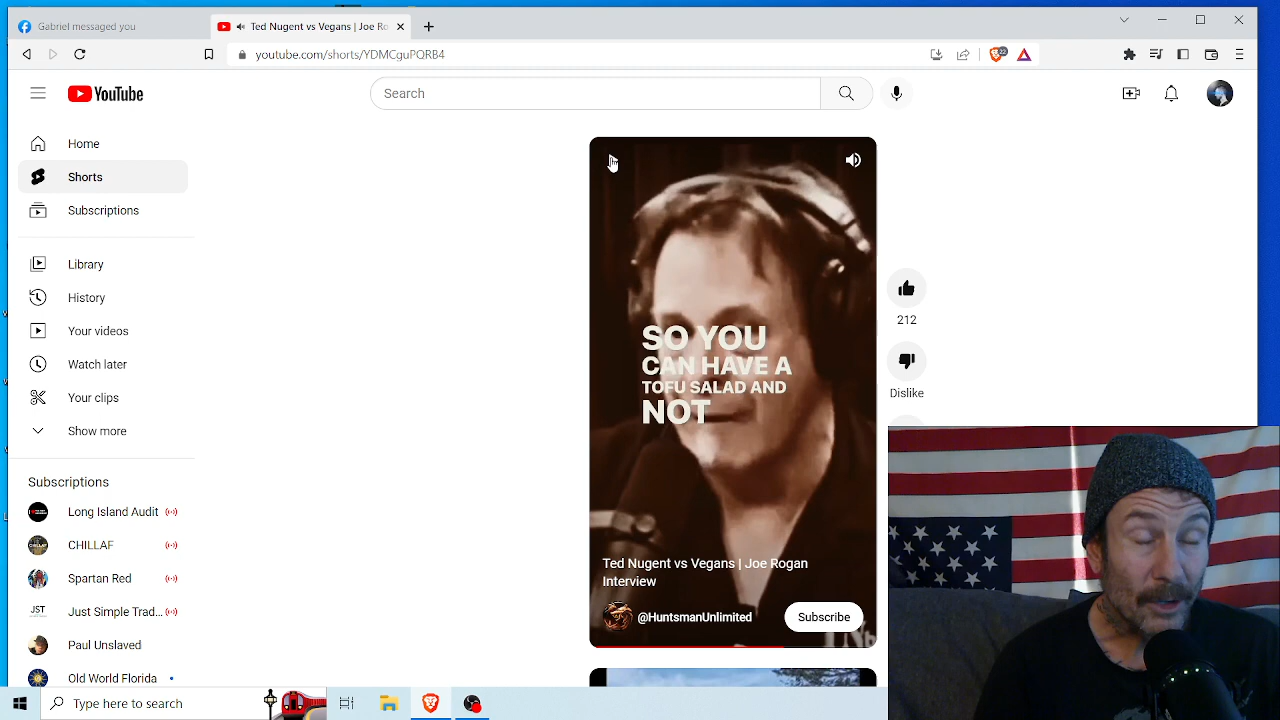 Gabriel messaged you
Ted Nugent vs Vegans | Joe Ro
youtube.com/shorts/YDMCguPQRB4
22
YouTube
Search
Home
Shorts
Subscriptions
Library
History
Your videos
Watch later
Your clips
Show more
Subscriptions
Long Island Audit
CHILLAF
Spartan Red
JST
Just Simple Trad...
Paul Unslaved
Old World Florida
SO YOU
CAN HAVE A
TOFU SALAD AND
NOT
Ted Nugent vs Vegans | Joe Rogan
Interview
@HuntsmanUnlimited
Subscribe
212
Dislike
Type here to search